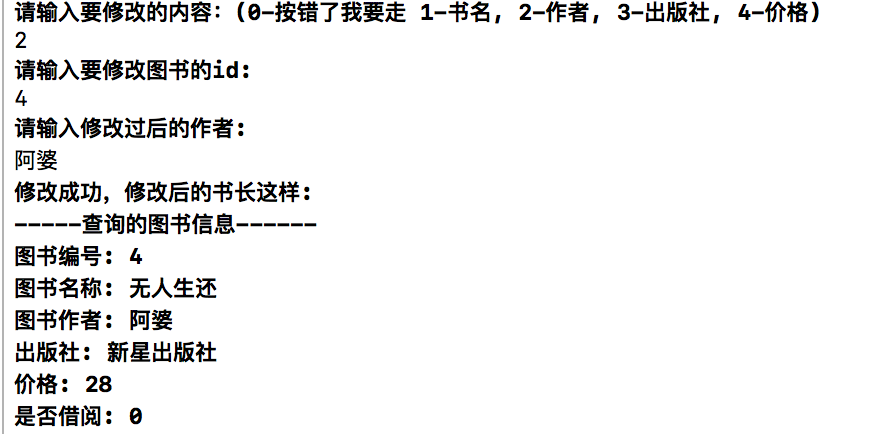 请输入要修改的内容：(0-按错了我要走 1-书名, 2-作者, 3-出版社, 4-价格)
2
请输入要修改图书的id:
4
请输入修改过后的作者:
阿婆
修改成功, 修改后的书长这样:
-----查询的图书信息------
图书编号: 4
图书名称: 无人生还
图书作者: 阿婆
出版社: 新星出版社
价格: 28
是否借阅: 0